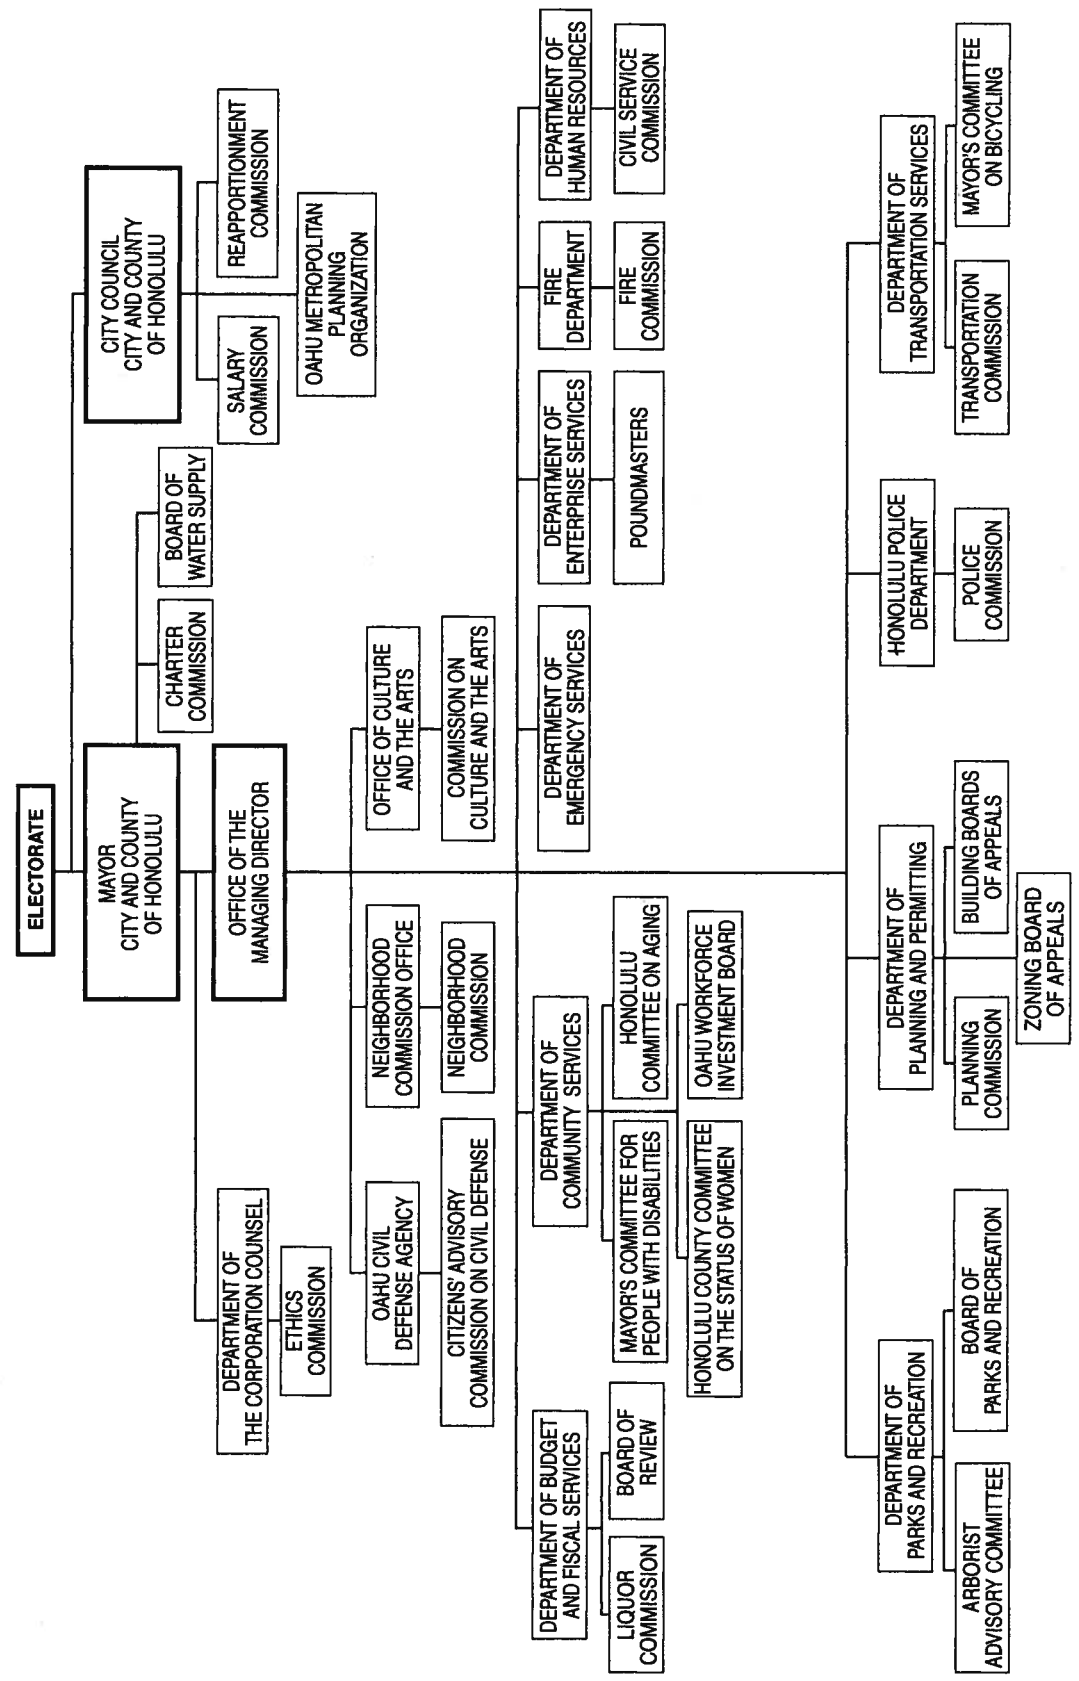 ELECTORATE
MAYOR
CITY AND COUNTY
OF HONOLULU
CITY COUNCIL
CITY AND COUNTY
OF HONOLULU
CHARTER
COMMISSION
BOARD OF
WATER SUPPLY
SALARY
COMMISSION
REAPPORTIONMENT
COMMISSION
OAHU METROPOLITAN
PLANNING
ORGANIZATION
DEPARTMENT OF
THE CORPORATION COUNSEL
ETHICS
COMMISSION
OFFICE OF THE
MANAGING DIRECTOR
OAHU CIVIL
DEFENSE AGENCY
CITIZENS' ADVISORY
COMMISSION ON CIVIL DEFENSE
NEIGHBORHOOD
COMMISSION OFFICE
NEIGHBORHOOD
COMMISSION
OFFICE OF CULTURE
AND THE ARTS
COMMISSION ON
CULTURE AND THE ARTS
DEPARTMENT OF BUDGET
AND FISCAL SERVICES
LIQUOR
COMMISSION
BOARD OF
REVIEW
DEPARTMENT OF
COMMUNITY SERVICES
MAYOR'S COMMITTEE FOR
PEOPLE WITH DISABILITIES
HONOLULU
COMMITTEE ON AGING
HONOLULU COUNTY COMMITTEE
ON THE STATUS OF WOMEN
OAHU WORKFORCE
INVESTMENT BOARD
DEPARTMENT OF
EMERGENCY SERVICES
DEPARTMENT OF
ENTERPRISE SERVICES
POUNDMASTERS
FIRE
DEPARTMENT
FIRE
COMMISSION
DEPARTMENT OF
HUMAN RESOURCES
CIVIL SERVICE
COMMISSION
DEPARTMENT OF
PARKS AND RECREATION
ARBORIST
ADVISORY COMMITTEE
BOARD OF
PARKS AND RECREATION
DEPARTMENT OF
PLANNING AND PERMITTING
PLANNING
COMMISSION
BUILDING BOARDS
OF APPEALS
ZONING BOARD
OF APPEALS
HONOLULU POLICE
DEPARTMENT
POLICE
COMMISSION
DEPARTMENT OF
TRANSPORTATION SERVICES
TRANSPORTATION
COMMISSION
MAYOR'S COMMITTEE
ON BICYCLING